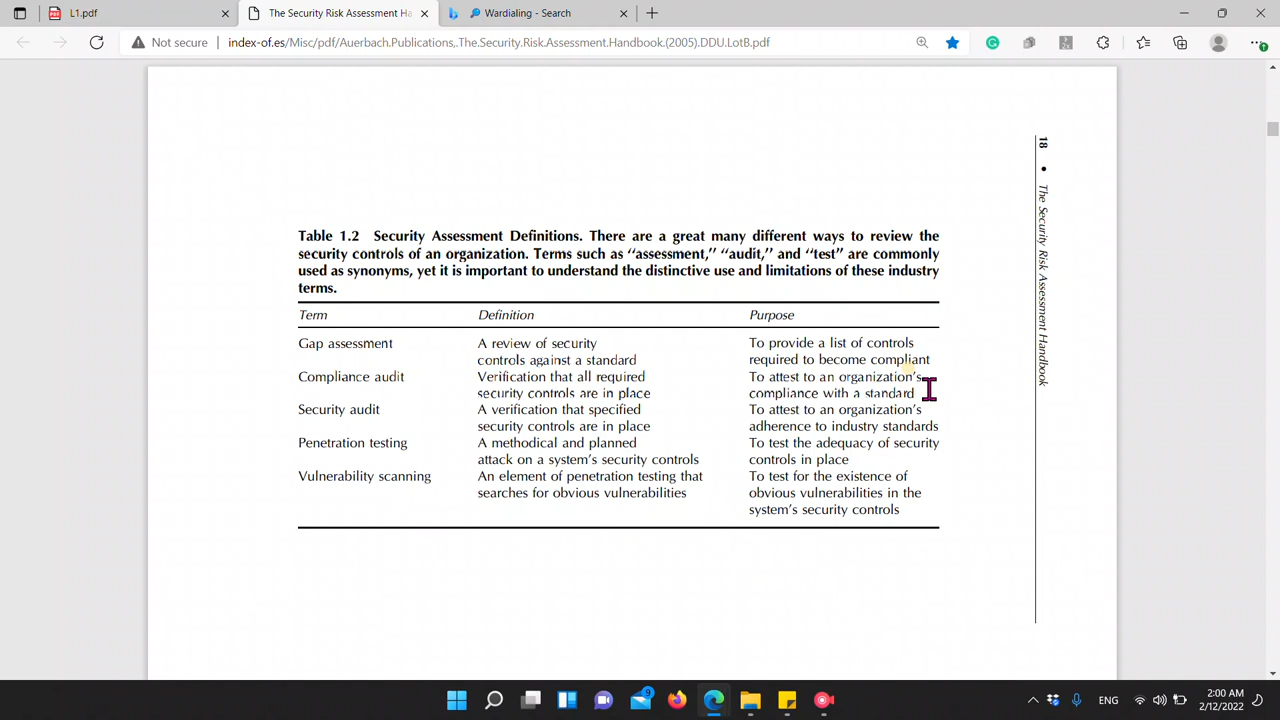 L1.pdf
The Security Risk Assessment Ha
Wardialing - Search
Not secure
index-of.es/Misc/pdf/Auerbach.Publications,.The.Security.Risk.Assessment.Handbook.(2005).DDU.LotB.pdf
18 • The Security Risk Assessment Handbook
Table 1.2 Security Assessment Definitions. There are a great many different ways to review the
security controls of an organization. Terms such as “assessment,” “audit,” and “test” are commonly
used as synonyms, yet it is important to understand the distinctive use and limitations of these industry
terms.
Term Definition Purpose
Gap assessment A review of security To provide a list of controls
controls against a standard required to become compliant
Compliance audit Verification that all required To attest to an organization's
security controls are in place compliance with a standard
Security audit A verification that specified To attest to an organization's
security controls are in place adherence to industry standards
Penetration testing A methodical and planned To test the adequacy of security
attack on a system's security controls controls in place
Vulnerability scanning An element of penetration testing that To test for the existence of
searches for obvious vulnerabilities obvious vulnerabilities in the
system's security controls
9
ENG
2:00 AM
2/12/2022